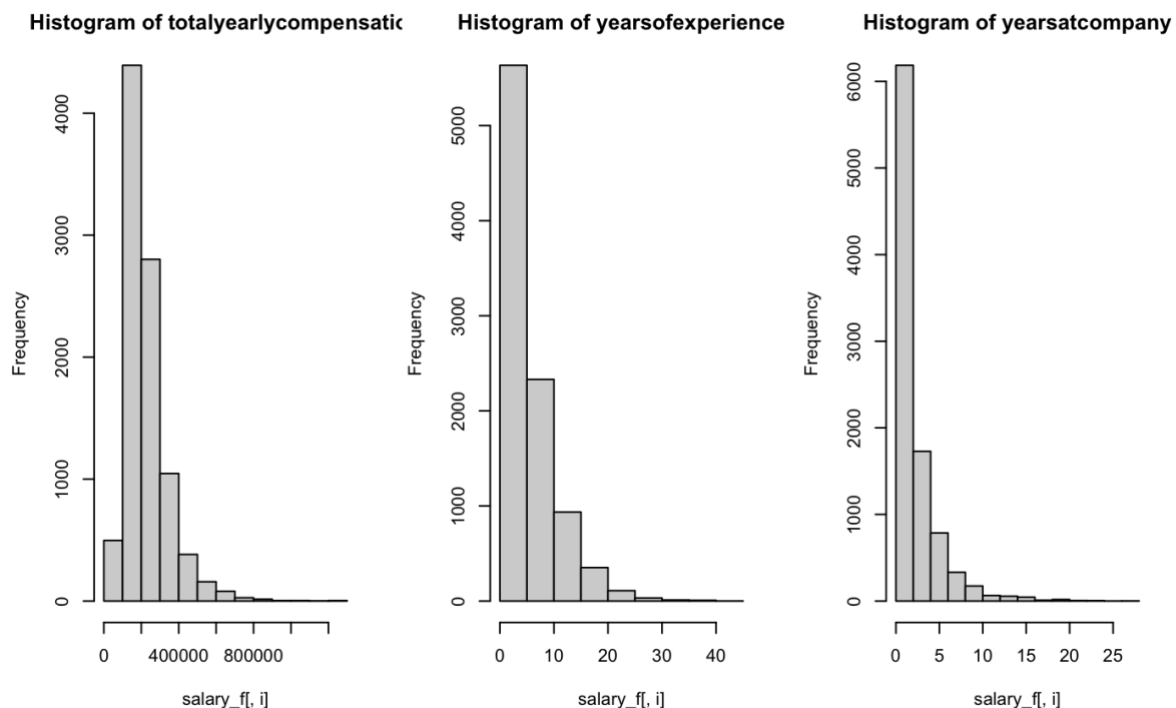 Histogram of totalyearlycompensatic
Frequency
0 1000 2000 3000 4000
0 400000 800000
salary_f[, i]
Histogram of yearsofexperience
Frequency
0 1000 2000 3000 4000 5000
0 10 20 30 40
salary_f[, i]
Histogram of yearsatcompany
Frequency
0 1000 2000 3000 4000 5000 6000
0 5 10 15 20 25
salary_f[, i]